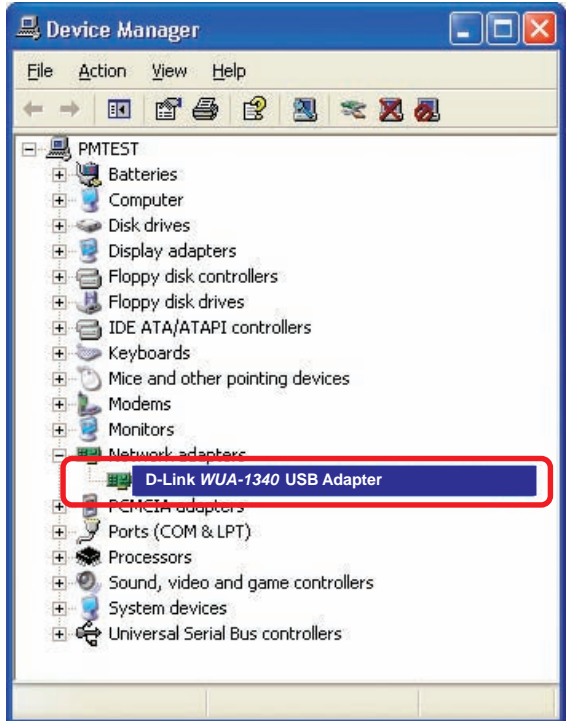 Device Manager
File Action View Help
PMTEST
Batteries
Computer
Disk drives
Display adapters
Floppy disk controllers
Floppy disk drives
IDE ATA/ATAPI controllers
Keyboards
Mice and other pointing devices
Modems
Monitors
Network adapters
D-Link WUA-1340 USB Adapter
PCMCIA adapters
Ports (COM & LPT)
Processors
Sound, video and game controllers
System devices
Universal Serial Bus controllers